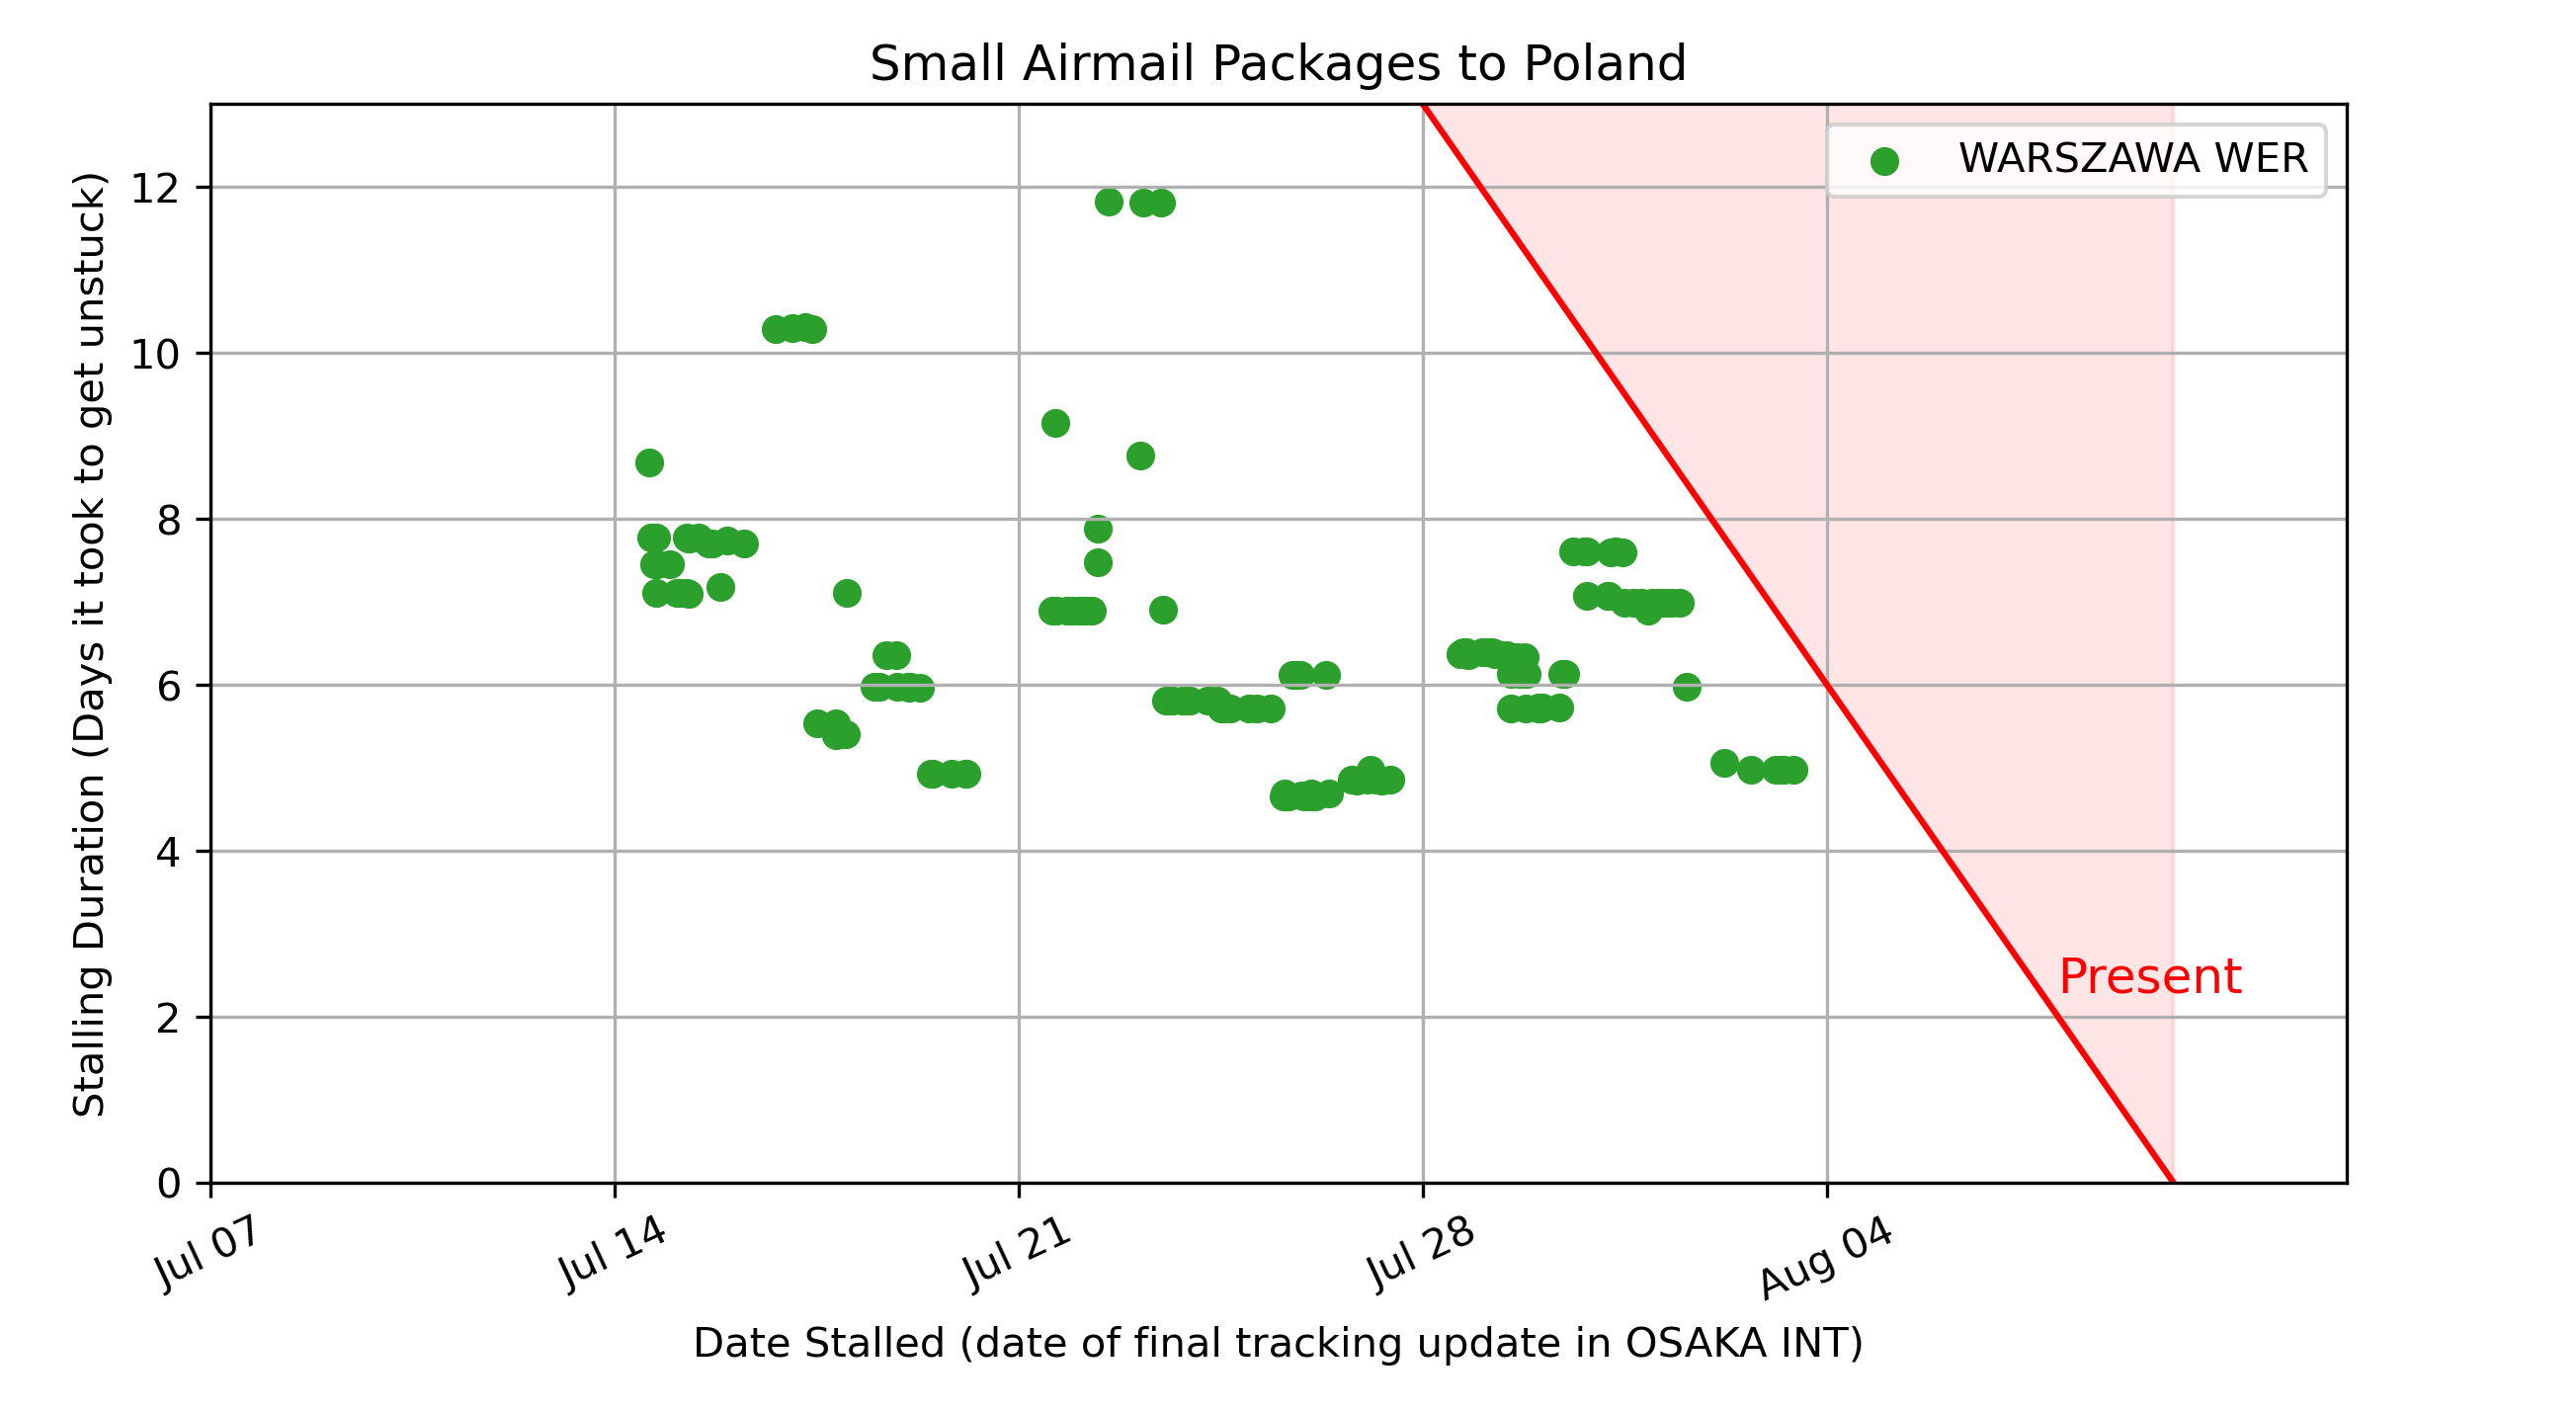 Small Airmail Packages to Poland
WARSZAWA WER
Stalling Duration (Days it took to get unstuck)
12
10
8
6
4
2
0
Present
Jul 07
Jul 14
Jul 21
Jul 28
Aug 04
Date Stalled (date of final tracking update in OSAKA INT)